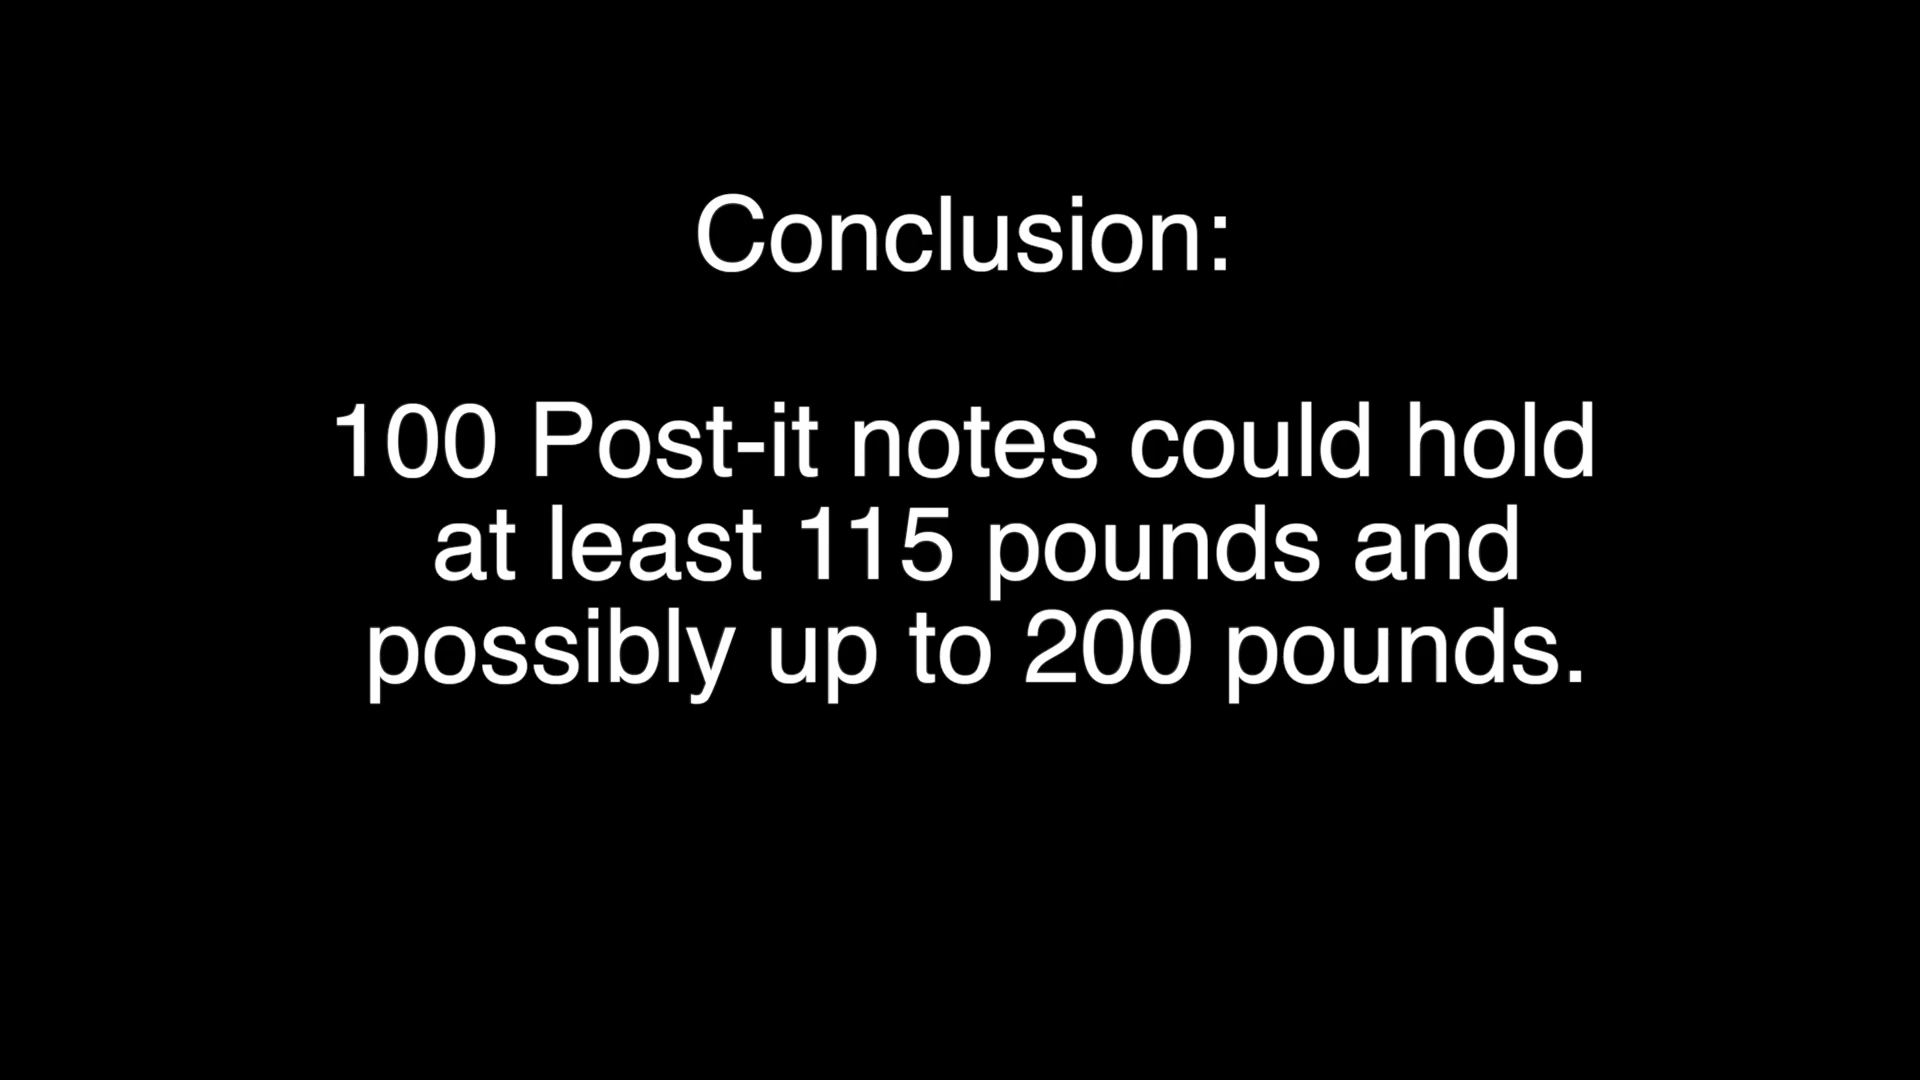 Conclusion:
100 Post-it notes could hold
at least 115 pounds and
possibly up to 200 pounds.